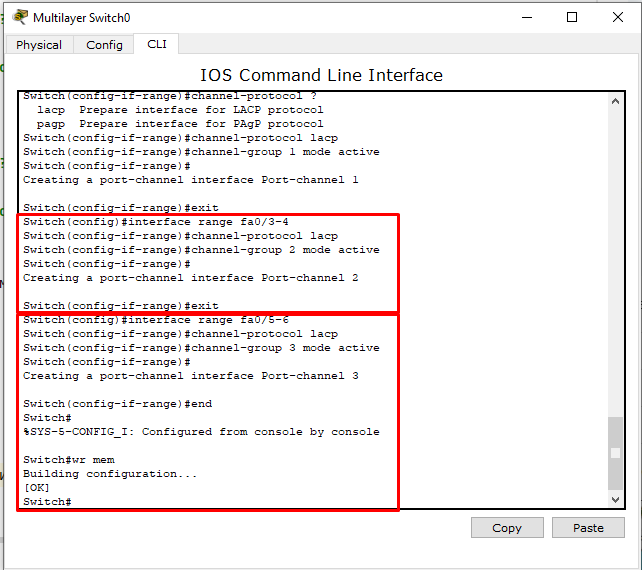 Multilayer Switch0
Physical Config CLI
IOS Command Line Interface
Switch(config-if-range)#channel-protocol ?
lacp Prepare interface for LACP protocol
pagp Prepare interface for PAgP protocol
Switch(config-if-range)#channel-protocol lacp
Switch(config-if-range)#channel-group 1 mode active
Switch(config-if-range)#
Creating a port-channel interface Port-channel 1
Switch(config-if-range)#exit
Switch(config)#interface range fa0/3-4
Switch(config-if-range)#channel-protocol lacp
Switch(config-if-range)#channel-group 2 mode active
Switch(config-if-range)#
Creating a port-channel interface Port-channel 2
Switch(config-if-range)#exit
Switch(config)#interface range fa0/5-6
Switch(config-if-range)#channel-protocol lacp
Switch(config-if-range)#channel-group 3 mode active
Switch(config-if-range)#
Creating a port-channel interface Port-channel 3
Switch(config-if-range)#end
Switch#
%SYS-5-CONFIG_I: Configured from console by console
Switch#wr mem
Building configuration...
[OK]
Switch#
Copy Paste